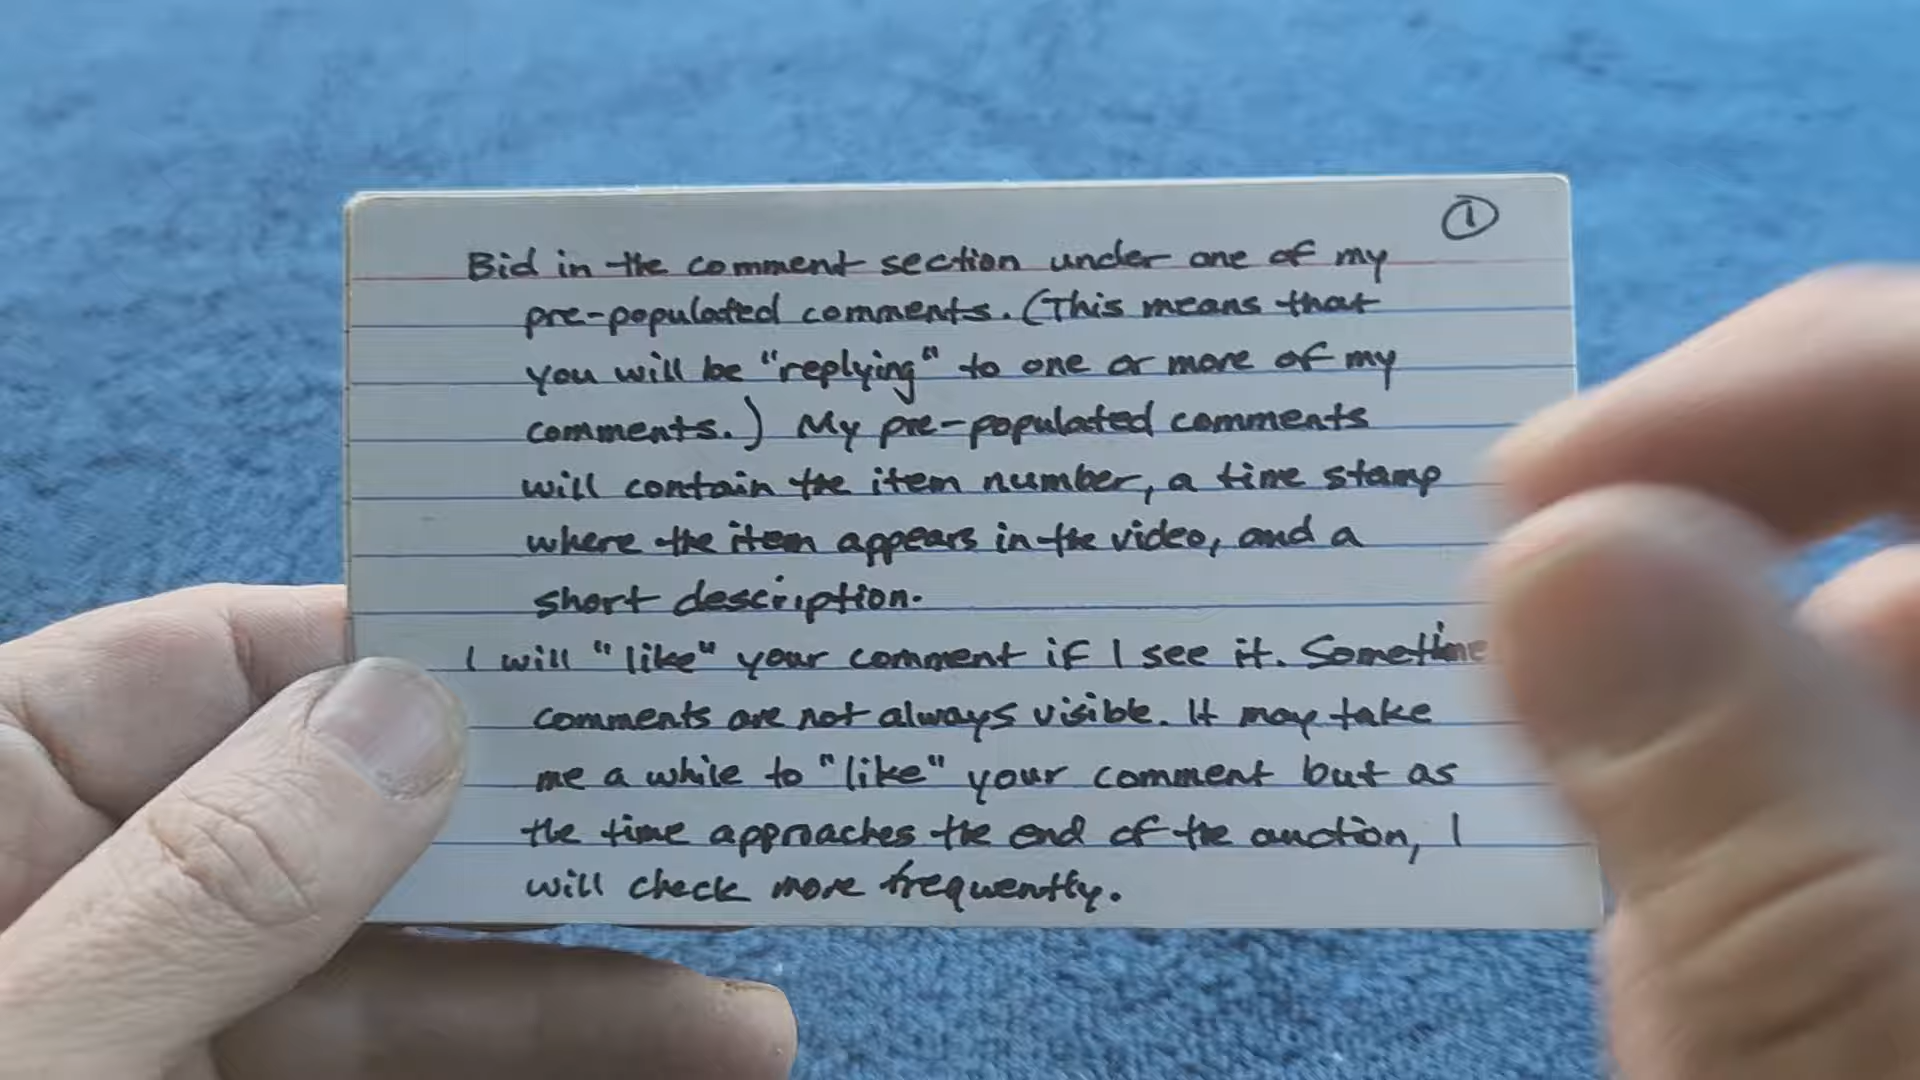 ①
Bid in the comment section under one of my
pre-populated comments. (This means that
you will be "replying" to one or more of my
comments.) My pre-populated comments
will contain the item number, a time stamp
where the item appears in the video, and a
short description.
I will "like" your comment if I see it. Sometime
comments are not always visible. It may take
me a while to "like" your comment but as
the time approaches the end of the auction, I
will check more frequently.